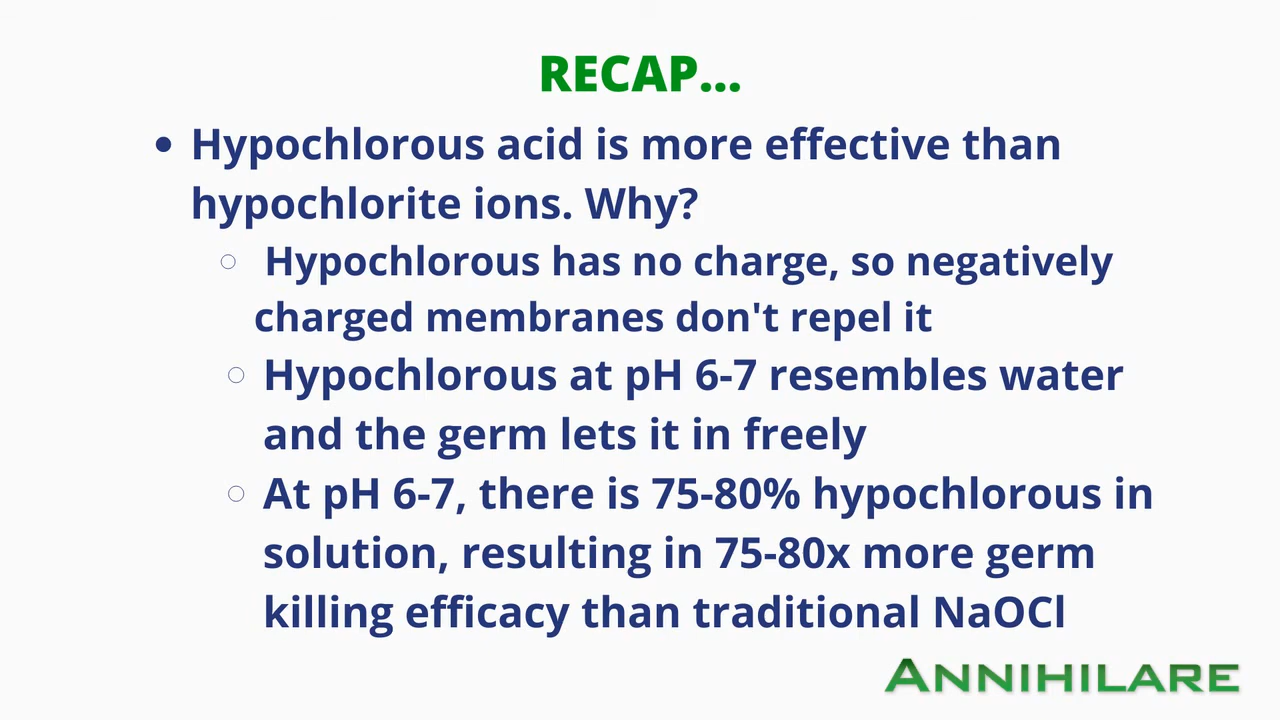 RECAP...
• Hypochlorous acid is more effective than
hypochlorite ions. Why?
○ Hypochlorous has no charge, so negatively
charged membranes don't repel it
○ Hypochlorous at pH 6-7 resembles water
and the germ lets it in freely
○ At pH 6-7, there is 75-80% hypochlorous in
solution, resulting in 75-80x more germ
killing efficacy than traditional NaOCl
ANNIHILARE